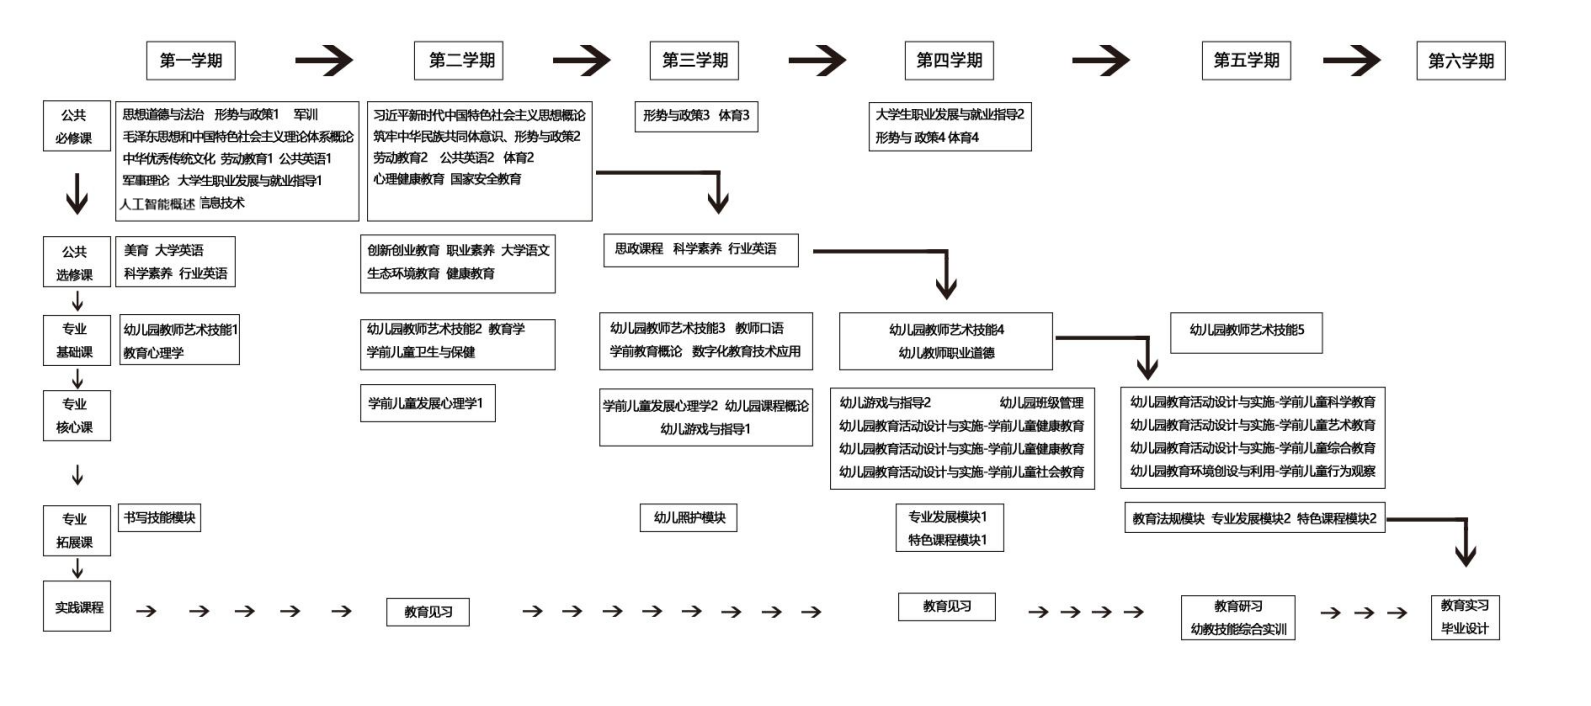 第一学期 第二学期 第三学期 第四学期 第五学期 第六学期
公共
必修课
思想道德与法治 形势与政策1 军训
毛泽东思想和中国特色社会主义理论体系概论
中华优秀传统文化 劳动教育1 公共英语1
军事理论 大学生职业发展与就业指导1
人工智能概述 信息技术
习近平新时代中国特色社会主义思想概论
筑牢中华民族共同体意识、形势与政策2
劳动教育2 公共英语2 体育2
心理健康教育 国家安全教育
形势与政策3 体育3
大学生职业发展与就业指导2
形势与 政策4 体育4
公共
选修课
美育 大学英语
科学素养 行业英语
创新创业教育 职业素养 大学语文
生态环境教育 健康教育
思政课程 科学素养 行业英语
专业
基础课
幼儿园教师艺术技能1
教育心理学
幼儿园教师艺术技能2 教育学
学前儿童卫生与保健
幼儿园教师艺术技能3 教师口语
学前教育概论 数字化教育技术应用
幼儿园教师艺术技能4
幼儿教师职业道德
幼儿园教师艺术技能5
专业
核心课
学前儿童发展心理学1
学前儿童发展心理学2 幼儿园课程概论
幼儿游戏与指导1
幼儿游戏与指导2 幼儿园班级管理
幼儿园教育活动设计与实施-学前儿童健康教育
幼儿园教育活动设计与实施-学前儿童健康教育
幼儿园教育活动设计与实施-学前儿童社会教育
幼儿园教育活动设计与实施-学前儿童科学教育
幼儿园教育活动设计与实施-学前儿童艺术教育
幼儿园教育活动设计与实施-学前儿童综合教育
幼儿园教育环境创设与利用-学前儿童行为观察
专业
拓展课
书写技能模块
幼儿照护模块
专业发展模块1
特色课程模块1
教育法规模块 专业发展模块2 特色课程模块2
实践课程
教育见习
教育见习
教育研习
幼教技能综合实训
教育实习
毕业设计